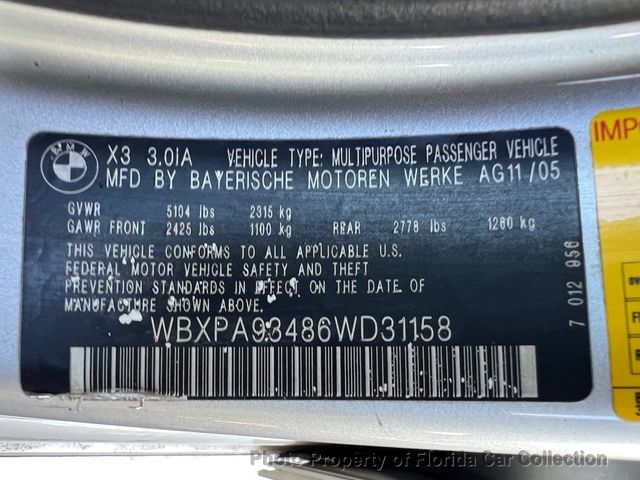 BMW
X3 3.0iA VEHICLE TYPE: MULTIPURPOSE PASSENGER VEHICLE
MFD BY BAYERISCHE MOTOREN WERKE AG11/05
GVWR 5104 lbs 2315 kg
GAWR FRONT 2425 lbs 1100 kg REAR 2778 lbs 1260 kg
THIS VEHICLE CONFORMS TO ALL APPLICABLE U.S.
FEDERAL MOTOR VEHICLE SAFETY AND THEFT
PREVENTION STANDARDS IN EFFECT ON THE DATE OF
MANUFACTURE SHOWN ABOVE.
WBXPA93486WD31158
7 012 956
Photo Property of Florida Car Collection